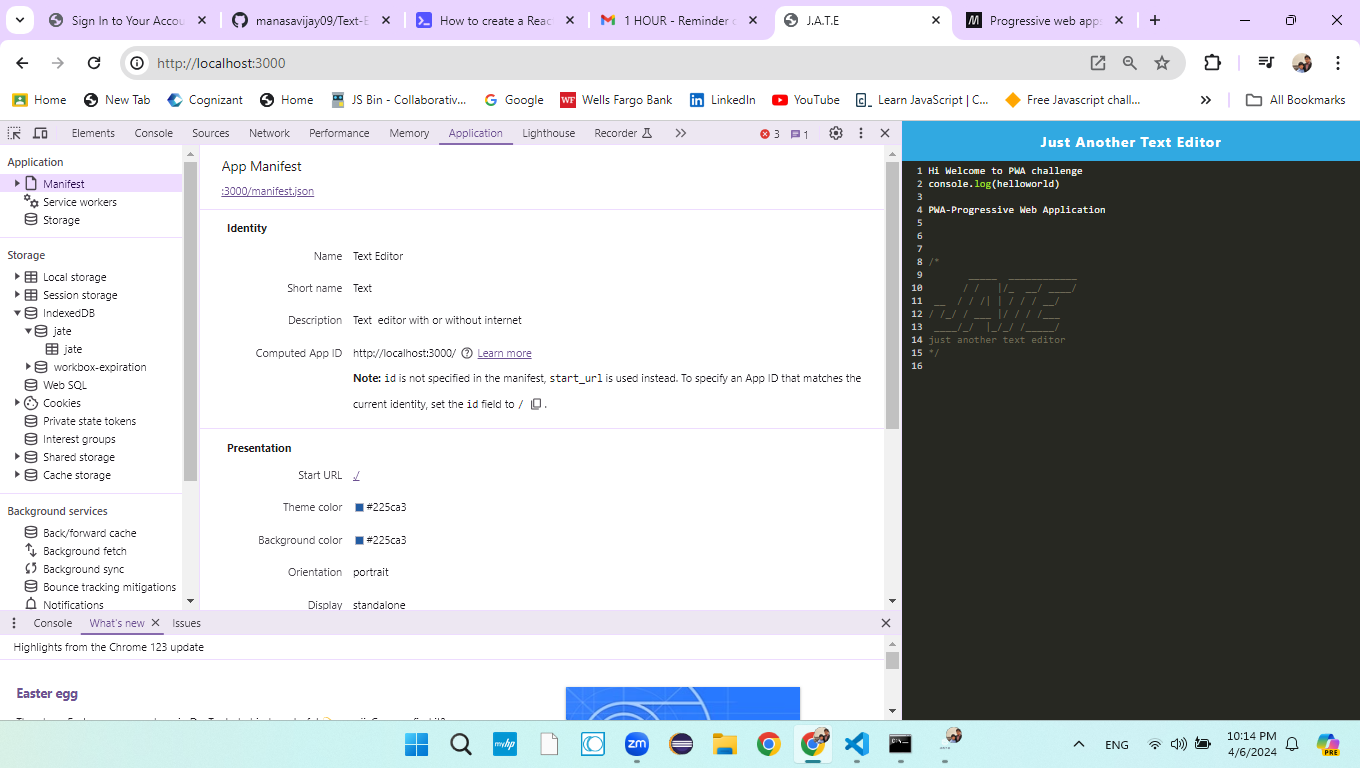 Sign In to Your Accou
manasavijay09/Text-E
How to create a Reac
1 HOUR - Reminder
J.A.T.E
Progressive web apps
http://localhost:3000
Home
New Tab
Cognizant
Home
JS Bin - Collaborativ...
Google
Wells Fargo Bank
LinkedIn
YouTube
Learn JavaScript | C...
Free Javascript chall...
All Bookmarks
Elements
Console
Sources
Network
Performance
Memory
Application
Lighthouse
Recorder
3
1
Application
Manifest
Service workers
Storage
Storage
Local storage
Session storage
IndexedDB
jate
jate
workbox-expiration
Web SQL
Cookies
Private state tokens
Interest groups
Shared storage
Cache storage
Background services
Back/forward cache
Background fetch
Background sync
Bounce tracking mitigations
Notifications
App Manifest
:3000/manifest.json
Identity
Name Text Editor
Short name Text
Description Text  editor with or without internet
Computed App ID http://localhost:3000/ Learn more
Note: id is not specified in the manifest, start_url is used instead. To specify an App ID that matches the
current identity, set the id field to / .
Presentation
Start URL ./
Theme color #225ca3
Background color #225ca3
Orientation portrait
Display standalone
Console
What's new
Issues
Highlights from the Chrome 123 update
Easter egg
Just Another Text Editor
1 Hi Welcome to PWA challenge
2 console.log(helloworld)
3
4 PWA-Progressive Web Application
5
6
7
8 /*
9
10
11
12
13
14 just another text editor
15 */
16
myhp
zm
ENG
10:14 PM
4/6/2024
PRE